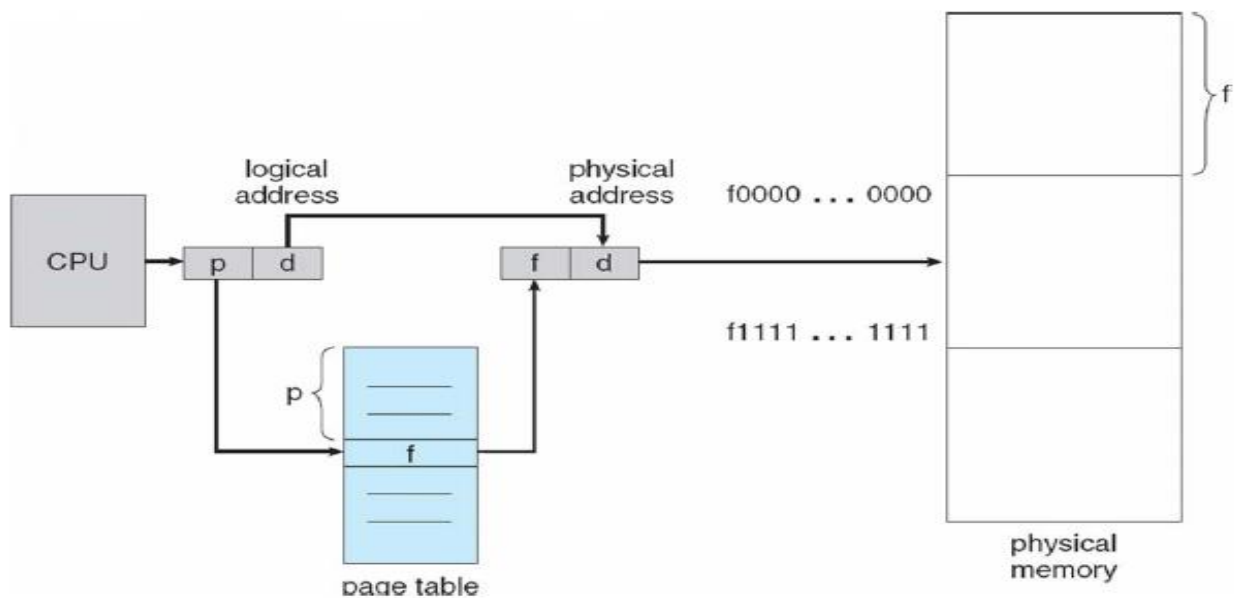 f
logical
address
physical
address
f0000 ... 0000
CPU
p
d
f
d
f1111 ... 1111
p
f
page table
physical
memory